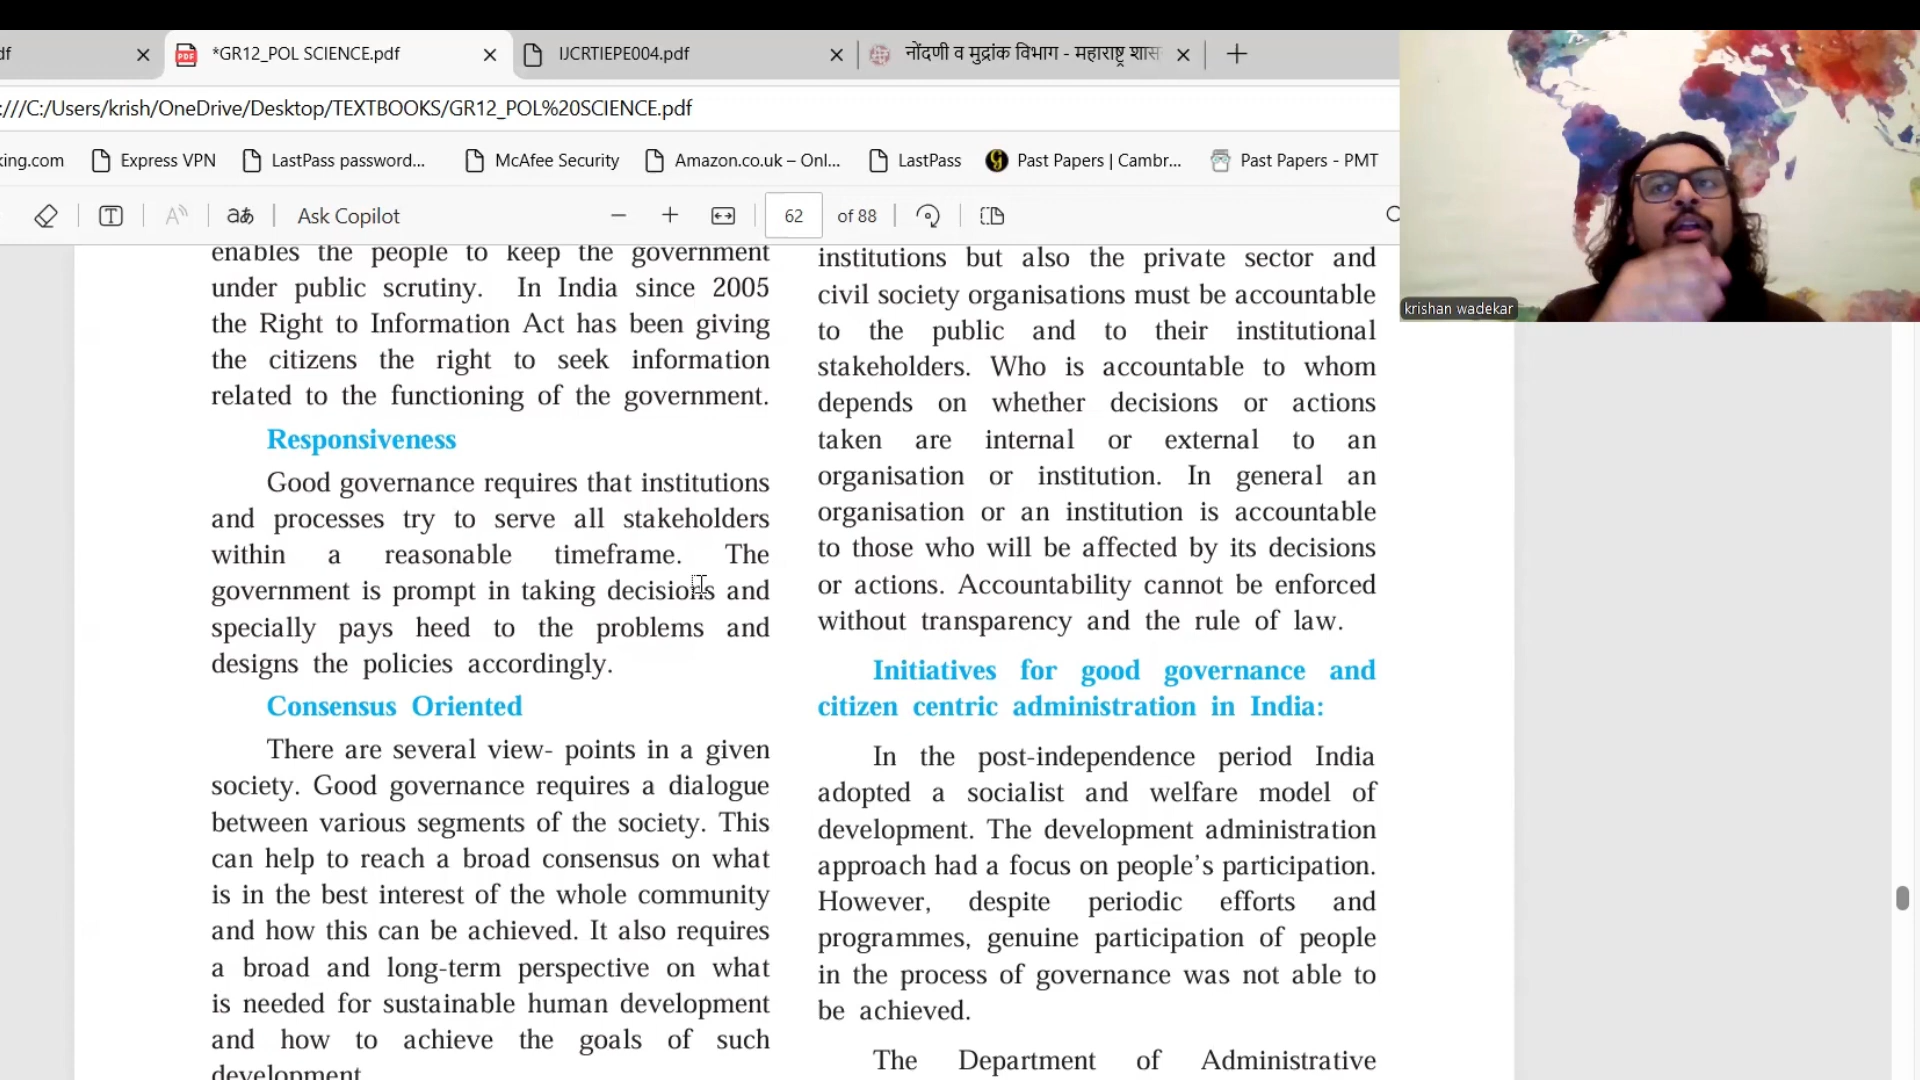 df
*GR12_POL SCIENCE.pdf
IJCRTIEPE004.pdf
नोंदणी व मुद्रांक विभाग - महाराष्ट्र शास
:///C:/Users/krish/OneDrive/Desktop/TEXTBOOKS/GR12_POL%20SCIENCE.pdf
king.com
Express VPN
LastPass password...
McAfee Security
Amazon.co.uk – Onl...
LastPass
Past Papers | Cambr...
Past Papers - PMT
Ask Copilot
62 of 88
krishan wadekar
enables the people to keep the government
under public scrutiny. In India since 2005
the Right to Information Act has been giving
the citizens the right to seek information
related to the functioning of the government.
Responsiveness
Good governance requires that institutions
and processes try to serve all stakeholders
within a reasonable timeframe. The
government is prompt in taking decisions and
specially pays heed to the problems and
designs the policies accordingly.
Consensus Oriented
There are several view- points in a given
society. Good governance requires a dialogue
between various segments of the society. This
can help to reach a broad consensus on what
is in the best interest of the whole community
and how this can be achieved. It also requires
a broad and long-term perspective on what
is needed for sustainable human development
and how to achieve the goals of such
development.
institutions but also the private sector and
civil society organisations must be accountable
to the public and to their institutional
stakeholders. Who is accountable to whom
depends on whether decisions or actions
taken are internal or external to an
organisation or institution. In general an
organisation or an institution is accountable
to those who will be affected by its decisions
or actions. Accountability cannot be enforced
without transparency and the rule of law.
Initiatives for good governance and
citizen centric administration in India:
In the post-independence period India
adopted a socialist and welfare model of
development. The development administration
approach had a focus on people's participation.
However, despite periodic efforts and
programmes, genuine participation of people
in the process of governance was not able to
be achieved.
The Department of Administrative